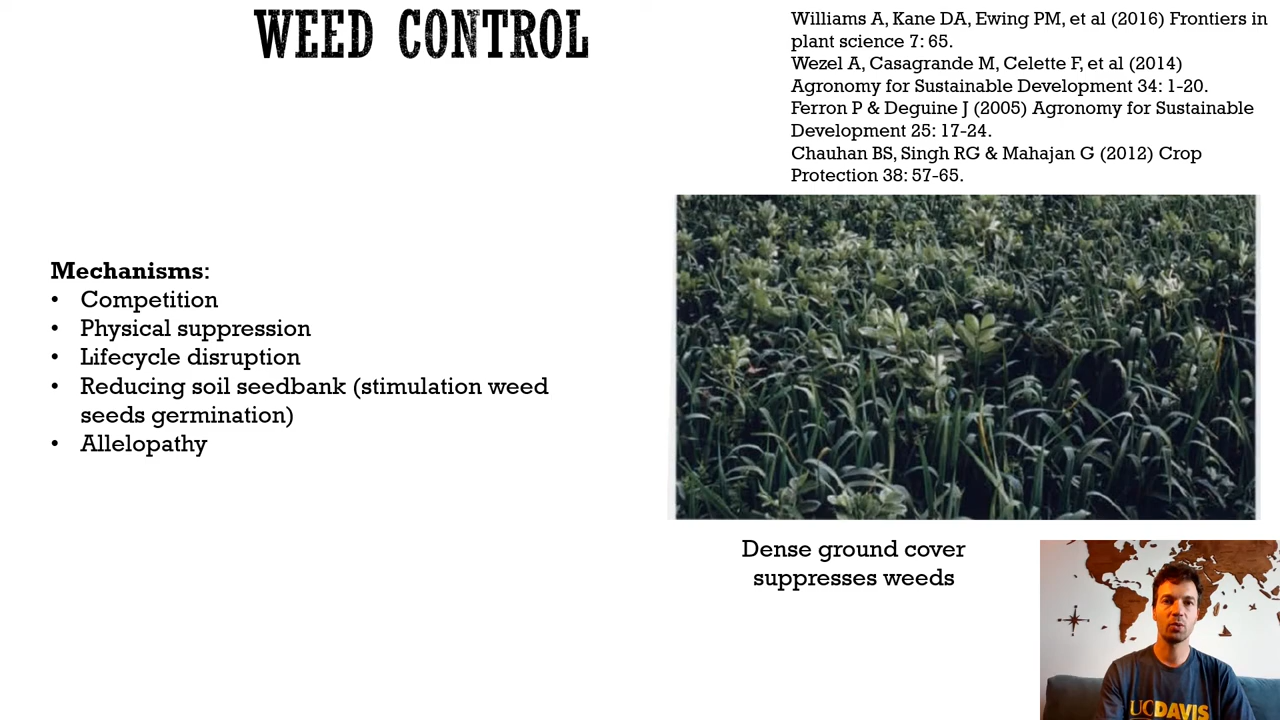 WEED CONTROL
Williams A, Kane DA, Ewing PM, et al (2016) Frontiers in
plant science 7: 65.
Wezel A, Casagrande M, Celette F, et al (2014)
Agronomy for Sustainable Development 34: 1-20.
Ferron P & Deguine J (2005) Agronomy for Sustainable
Development 25: 17-24.
Chauhan BS, Singh RG & Mahajan G (2012) Crop
Protection 38: 57-65.
Mechanisms:
• Competition
• Physical suppression
• Lifecycle disruption
• Reducing soil seedbank (stimulation weed
seeds germination)
• Allelopathy
Dense ground cover
suppresses weeds
UCDAVIS